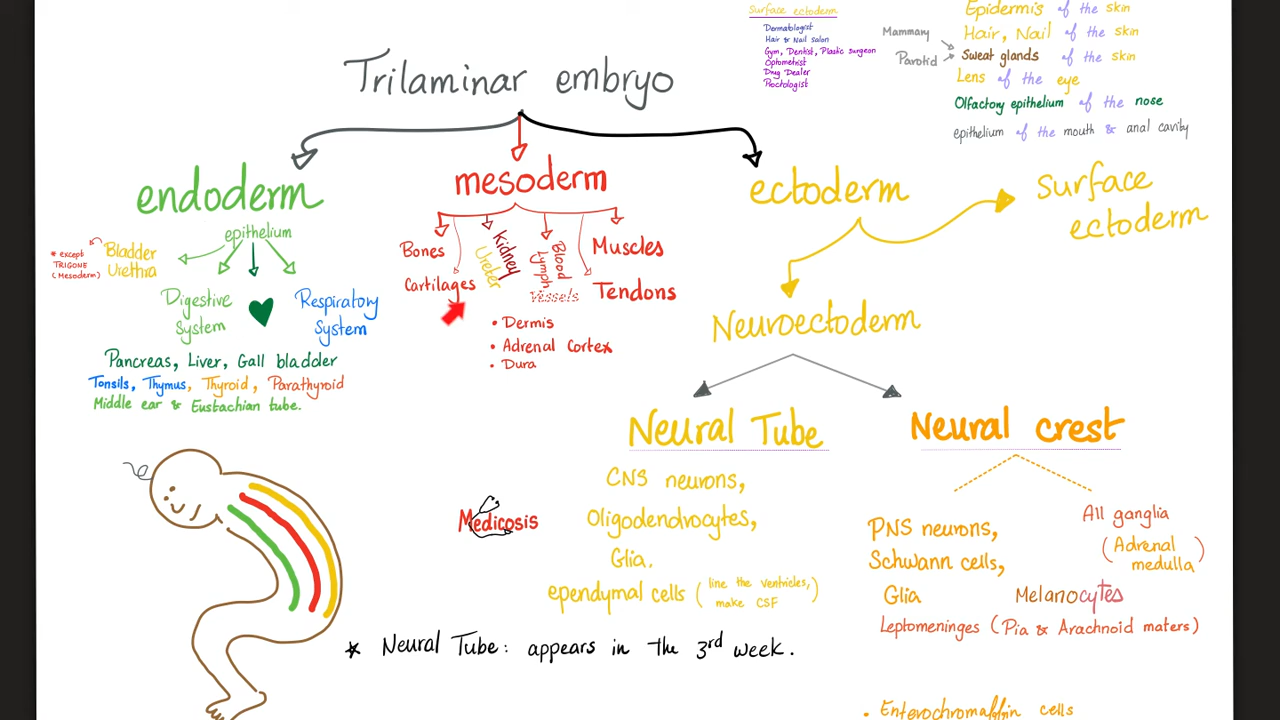 Surface ectoderm
Dermatologist
Hair & Nail salon
Gym, Dentist, Plastic surgeon
Optometrist
Drug Dealer
Proctologist
Mammary
Parotid
Epidermis of the skin
Hair, Nail of the skin
Sweat glands of the skin
Lens of the eye
Olfactory epithelium of the nose
epithelium of the mouth & anal cavity
Trilaminar embryo
endoderm
epithelium
* except
TRIGONE
(Mesoderm)
Bladder
Urethra
Digestive
System
Respiratory
System
Pancreas, Liver, Gall bladder
Tonsils, Thymus, Thyroid, Parathyroid
Middle ear & Eustachian tube.
mesoderm
Bones
Cartilages
Kidney
Ureter
Blood
Lymph
Vessels
Muscles
Tendons
• Dermis
• Adrenal Cortex
• Dura
ectoderm
surface
ectoderm
Neuroectoderm
Neural Tube
CNS neurons,
Oligodendrocytes,
Glia.
ependymal cells (line the ventricles,
make CSF)
Neural crest
PNS neurons,
Schwann cells,
Glia
All ganglia
(Adrenal
medulla)
Melanocytes
Leptomeninges (Pia & Arachnoid maters)
Medicosis
* Neural Tube: appears in the 3rd week.
• Enterochromaffin cells